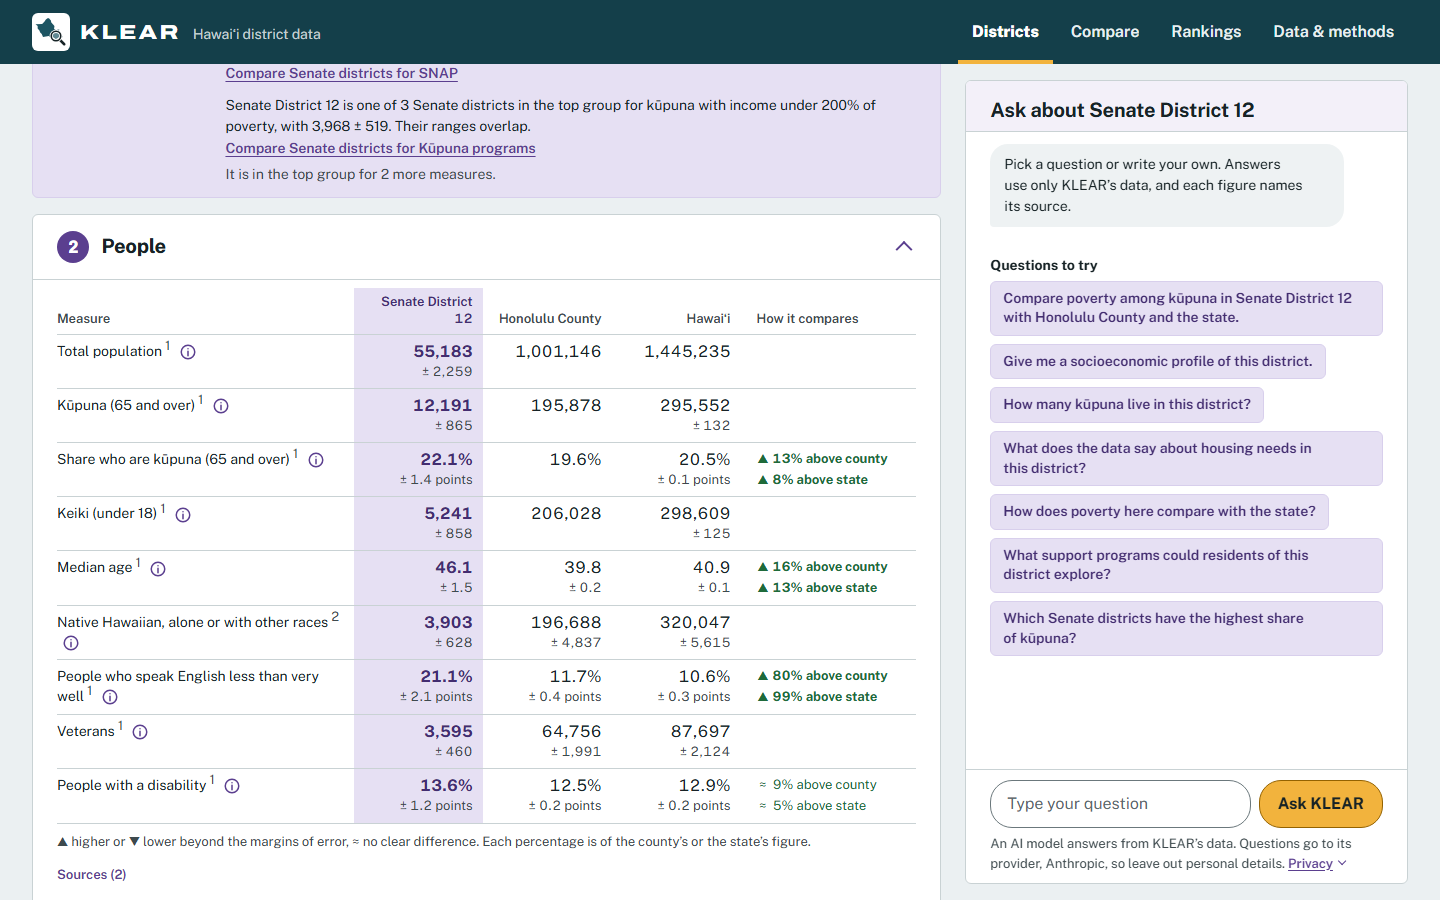 KLEAR Hawaiʻi district data
Districts Compare Rankings Data & methods
Compare Senate districts for SNAP
Senate District 12 is one of 3 Senate districts in the top group for kūpuna with income under 200% of
poverty, with 3,968 ± 519. Their ranges overlap.
Compare Senate districts for Kūpuna programs
It is in the top group for 2 more measures.
2 People
Measure Senate District 12 Honolulu County Hawaiʻi How it compares
Total population 1 55,183 1,001,146 1,445,235
± 2,259
Kūpuna (65 and over) 1 12,191 195,878 295,552
± 865 ± 132
Share who are kūpuna (65 and over) 1 22.1% 19.6% 20.5% ▲ 13% above county
± 1.4 points ± 0.1 points ▲ 8% above state
Keiki (under 18) 1 5,241 206,028 298,609
± 858 ± 125
Median age 1 46.1 39.8 40.9 ▲ 16% above county
± 1.5 ± 0.2 ± 0.1 ▲ 13% above state
Native Hawaiian, alone or with other races 2 3,903 196,688 320,047
± 628 ± 4,837 ± 5,615
People who speak English less than very 21.1% 11.7% 10.6% ▲ 80% above county
well 1 ± 2.1 points ± 0.4 points ± 0.3 points ▲ 99% above state
Veterans 1 3,595 64,756 87,697
± 460 ± 1,991 ± 2,124
People with a disability 1 13.6% 12.5% 12.9% ≈ 9% above county
± 1.2 points ± 0.2 points ± 0.2 points ≈ 5% above state
▲ higher or ▼ lower beyond the margins of error, ≈ no clear difference. Each percentage is of the county's or the state's figure.
Sources (2)
Ask about Senate District 12
Pick a question or write your own. Answers
use only KLEAR's data, and each figure names
its source.
Questions to try
Compare poverty among kūpuna in Senate District 12
with Honolulu County and the state.
Give me a socioeconomic profile of this district.
How many kūpuna live in this district?
What does the data say about housing needs in
this district?
How does poverty here compare with the state?
What support programs could residents of this
district explore?
Which Senate districts have the highest share
of kūpuna?
Type your question Ask KLEAR
An AI model answers from KLEAR's data. Questions go to its
provider, Anthropic, so leave out personal details. Privacy